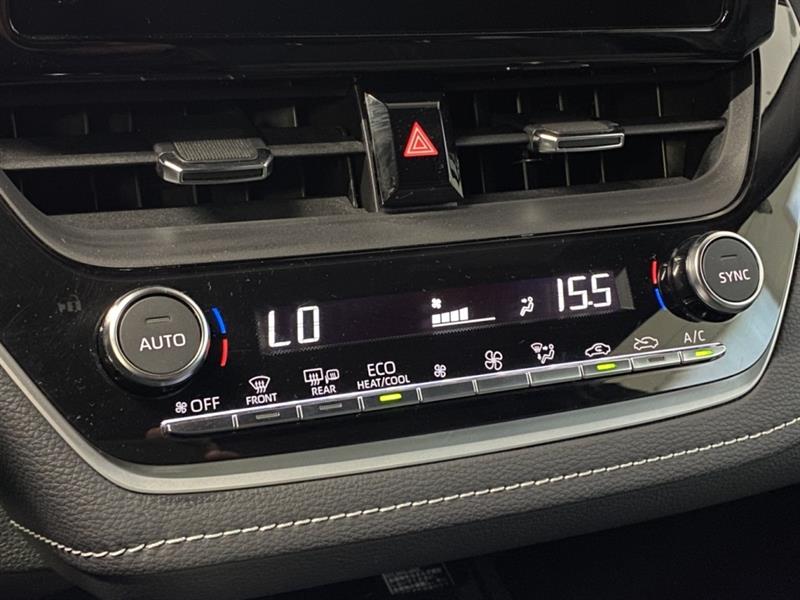 LO
15.5
AUTO
SYNC
OFF
FRONT
REAR
ECO
HEAT/COOL
A/C